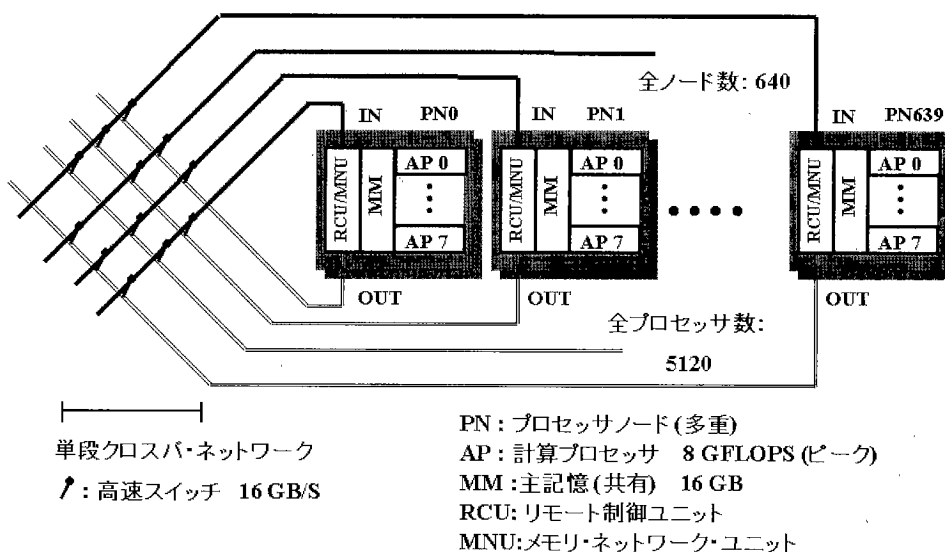 全ノード数: 640
IN PN0
IN PN1
IN PN639
RCU/MNU
MM
AP 0
AP 7
RCU/MNU
MM
AP 0
AP 7
RCU/MNU
MM
AP 0
AP 7
OUT
OUT
OUT
全プロセッサ数:
5120
単段クロスバ・ネットワーク
: 高速スイッチ 16 GB/S
PN : プロセッサノード (多重)
AP : 計算プロセッサ 8 GFLOPS (ピーク)
MM : 主記憶 (共有) 16 GB
RCU: リモート制御ユニット
MNU:メモリ・ネットワーク・ユニット